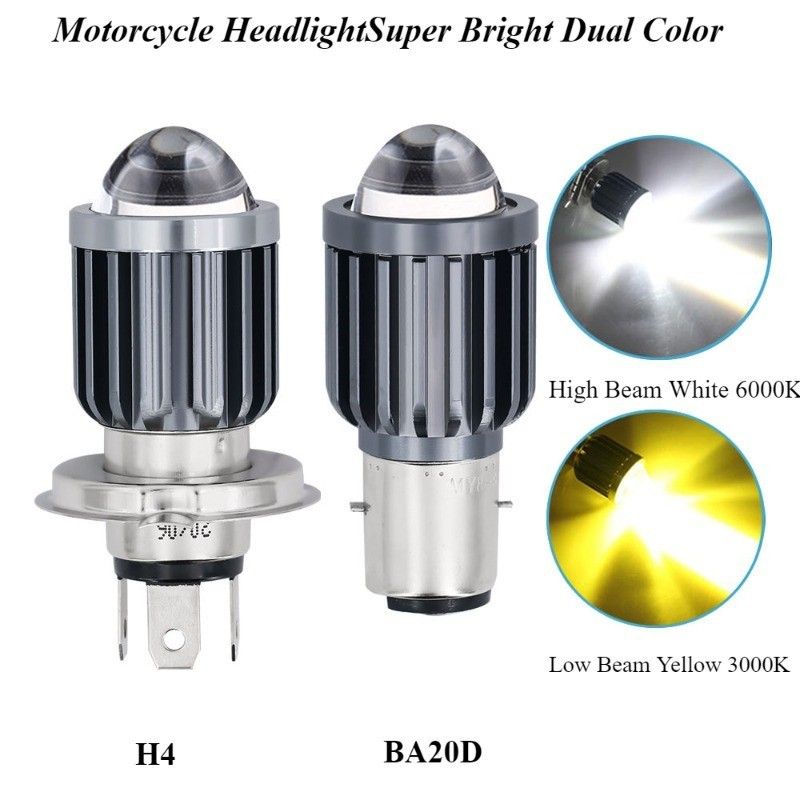 Motorcycle HeadlightSuper Bright Dual Color
High Beam White 6000K
Low Beam Yellow 3000K
H4
BA20D